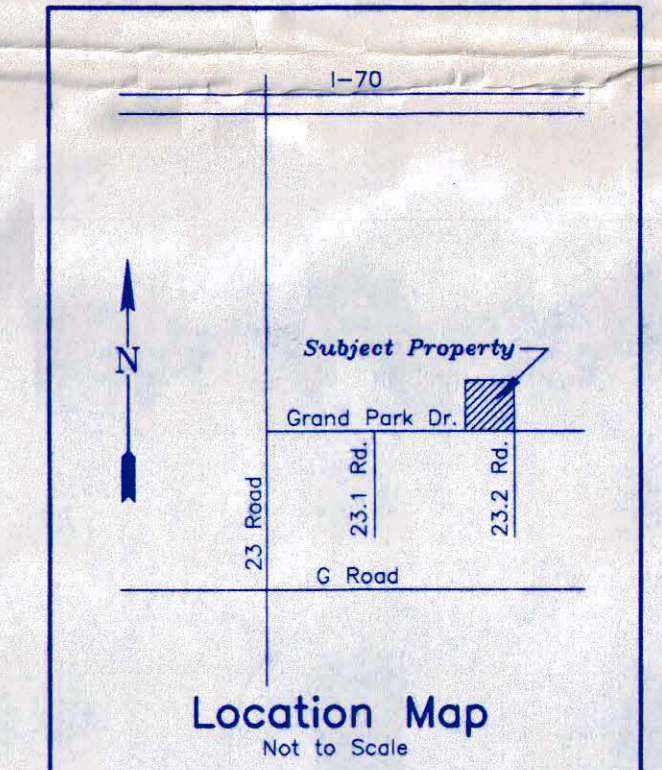 I-70
N
Subject Property
Grand Park Dr.
23 Road
23.1 Rd.
23.2 Rd.
G Road
Location Map
Not to Scale